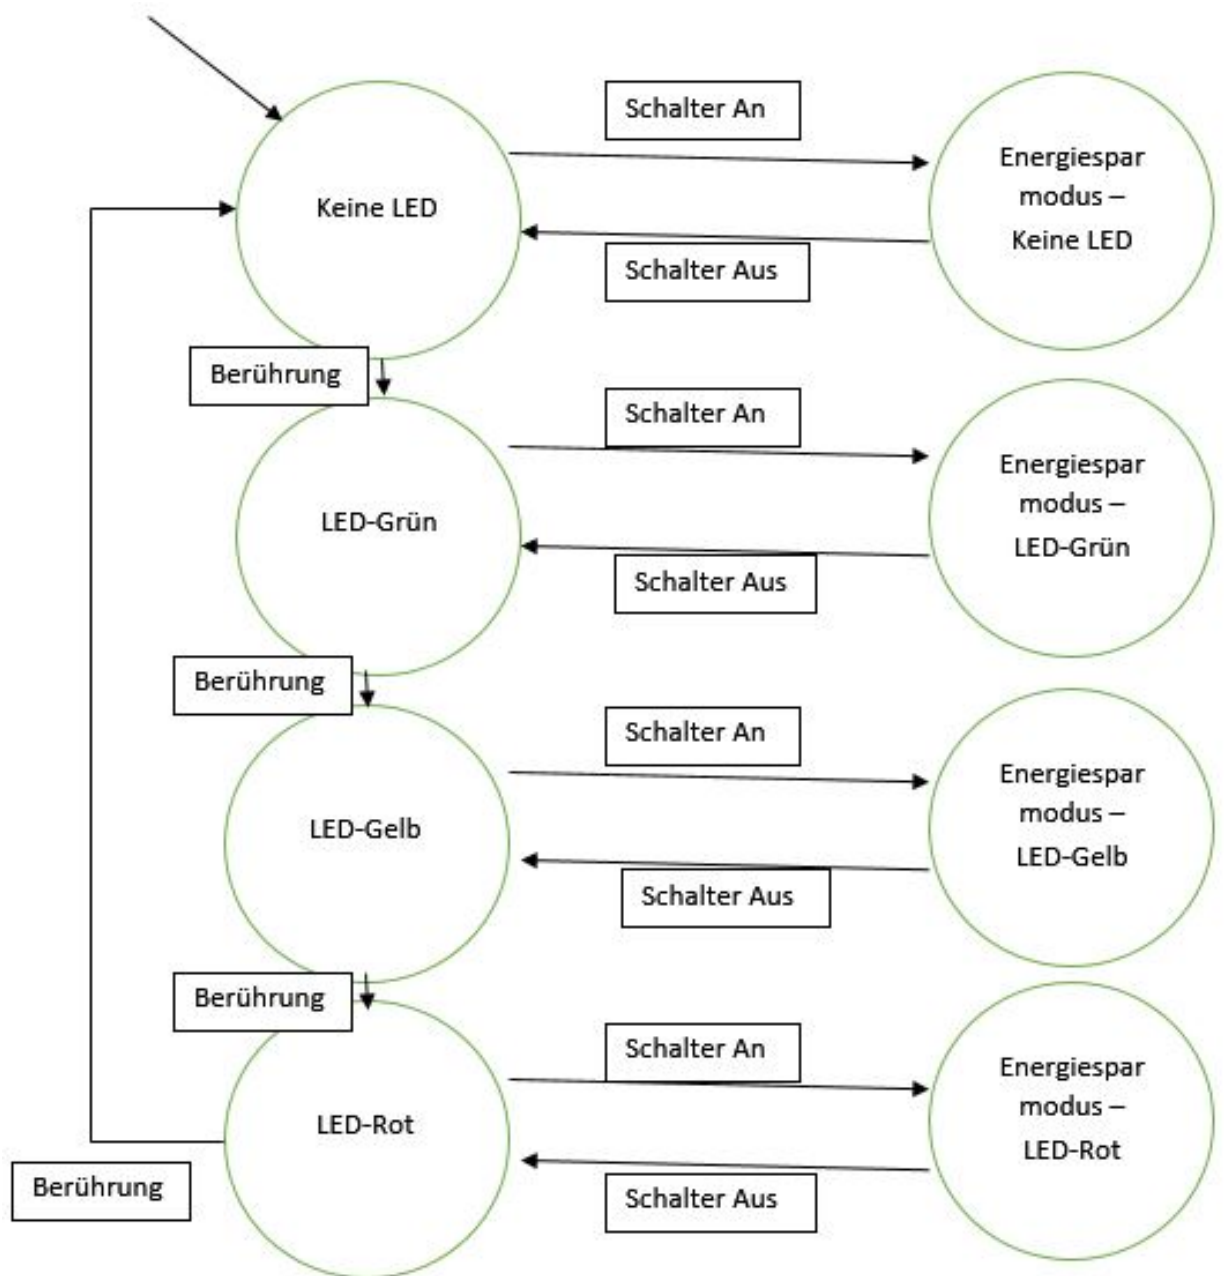 Schalter An
Energiespar
modus –
Keine LED
Keine LED
Schalter Aus
Berührung
Schalter An
Energiespar
modus –
LED-Grün
LED-Grün
Schalter Aus
Berührung
Schalter An
Energiespar
modus –
LED-Gelb
LED-Gelb
Schalter Aus
Berührung
Schalter An
Energiespar
modus –
LED-Rot
LED-Rot
Schalter Aus
Berührung